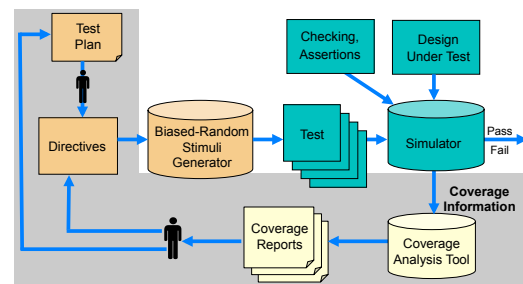 Test
Plan
Checking,
Assertions
Design
Under Test
Directives
Biased-Random
Stimuli
Generator
Test
Simulator
Pass
Fail
Coverage
Information
Coverage
Reports
Coverage
Analysis Tool